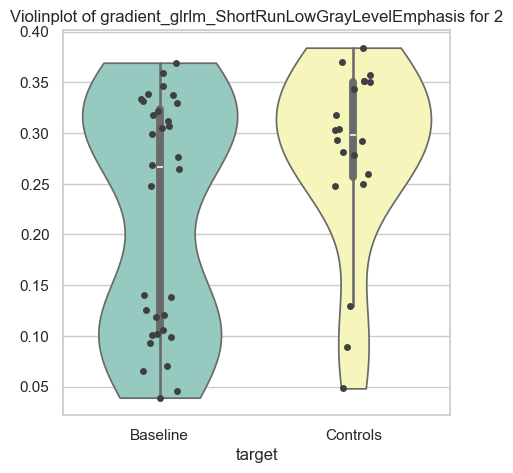 Violinplot of gradient_glrlm_ShortRunLowGrayLevelEmphasis for 2
0.40
0.35
0.30
0.25
0.20
0.15
0.10
0.05
Baseline
Controls
target